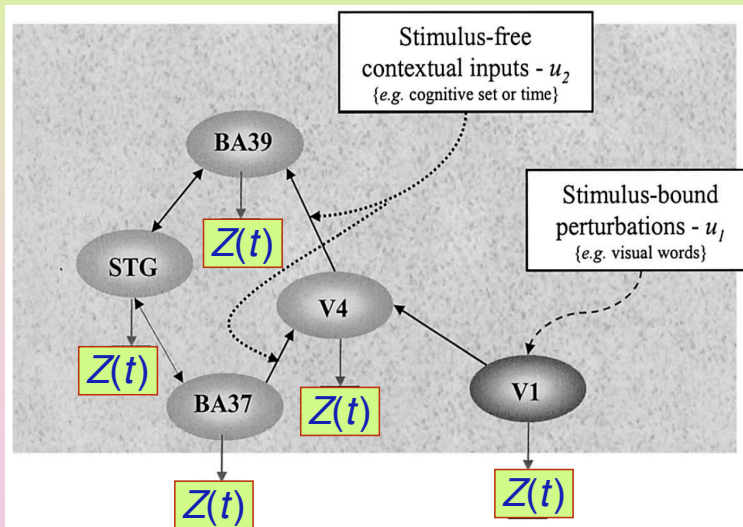 Stimulus-free
contextual inputs - u₂
{e.g. cognitive set or time}
BA39
Z(t)
Stimulus-bound
perturbations - u₁
{e.g. visual words}
STG
V4
Z(t)
BA37
Z(t)
V1
Z(t)
Z(t)